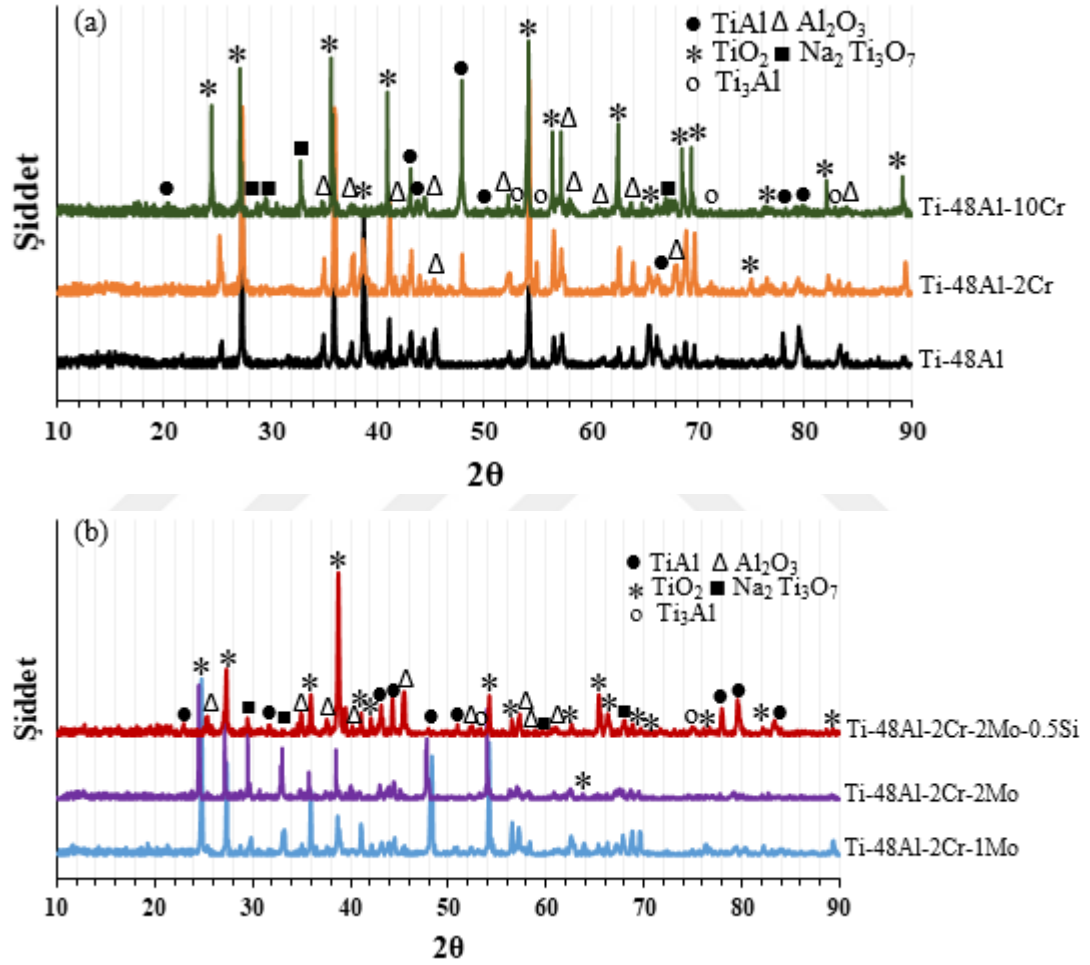 (a)
● TiAl Δ Al₂O₃
* TiO₂ ■ Na₂ Ti₃O₇
o Ti₃Al
Şiddet
Ti-48Al-10Cr
Ti-48Al-2Cr
Ti-48Al
10 20 30 40 50 60 70 80 90
2θ
(b)
● TiAl Δ Al₂O₃
* TiO₂ ■ Na₂ Ti₃O₇
o Ti₃Al
Şiddet
Ti-48Al-2Cr-2Mo-0.5Si
Ti-48Al-2Cr-2Mo
Ti-48Al-2Cr-1Mo
10 20 30 40 50 60 70 80 90
2θ